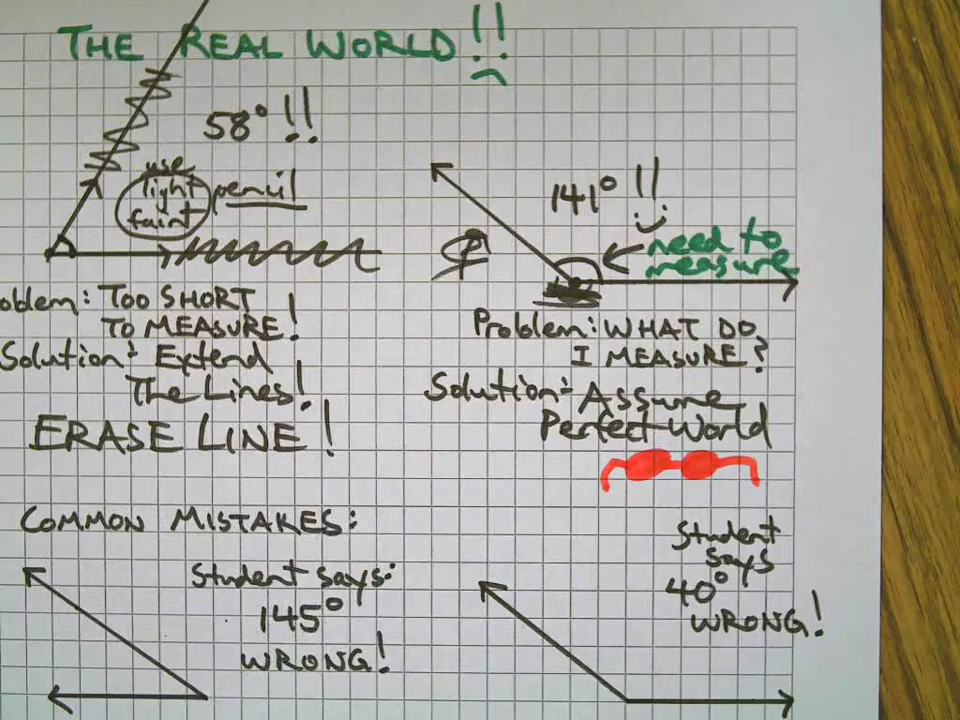 THE REAL WORLD!!
58° !!
use
light
faint
pencil
oblem: TOO SHORT
TO MEASURE!
Solution: Extend
The Lines!
ERASE LINE!
141° !!
need to
measure
Problem: WHAT DO
I MEASURE?
Solution: Assume
Perfect World
COMMON MISTAKES:
Student says:
145°
WRONG!
Student
says
40°
WRONG!